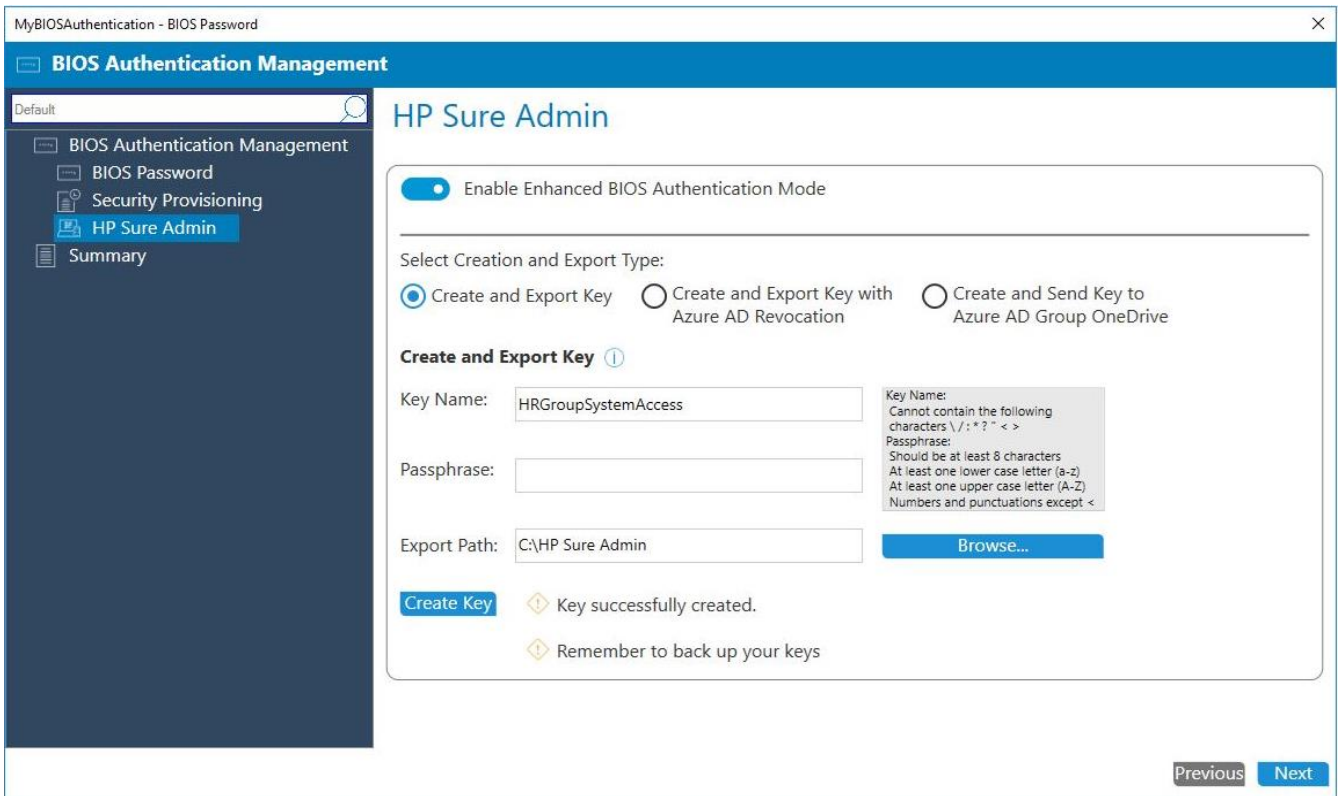 MyBIOSAuthentication - BIOS Password
BIOS Authentication Management
Default
BIOS Authentication Management
BIOS Password
Security Provisioning
HP Sure Admin
Summary
HP Sure Admin
Enable Enhanced BIOS Authentication Mode
Select Creation and Export Type:
Create and Export Key
Create and Export Key with
Azure AD Revocation
Create and Send Key to
Azure AD Group OneDrive
Create and Export Key
Key Name:
HRGroupSystemAccess
Key Name:
Cannot contain the following
characters \ / : * ? " < >
Passphrase:
Should be at least 8 characters
At least one lower case letter (a-z)
At least one upper case letter (A-Z)
Numbers and punctuations except <
Passphrase:
Export Path:
C:\HP Sure Admin
Browse...
Create Key
Key successfully created.
Remember to back up your keys
Previous
Next